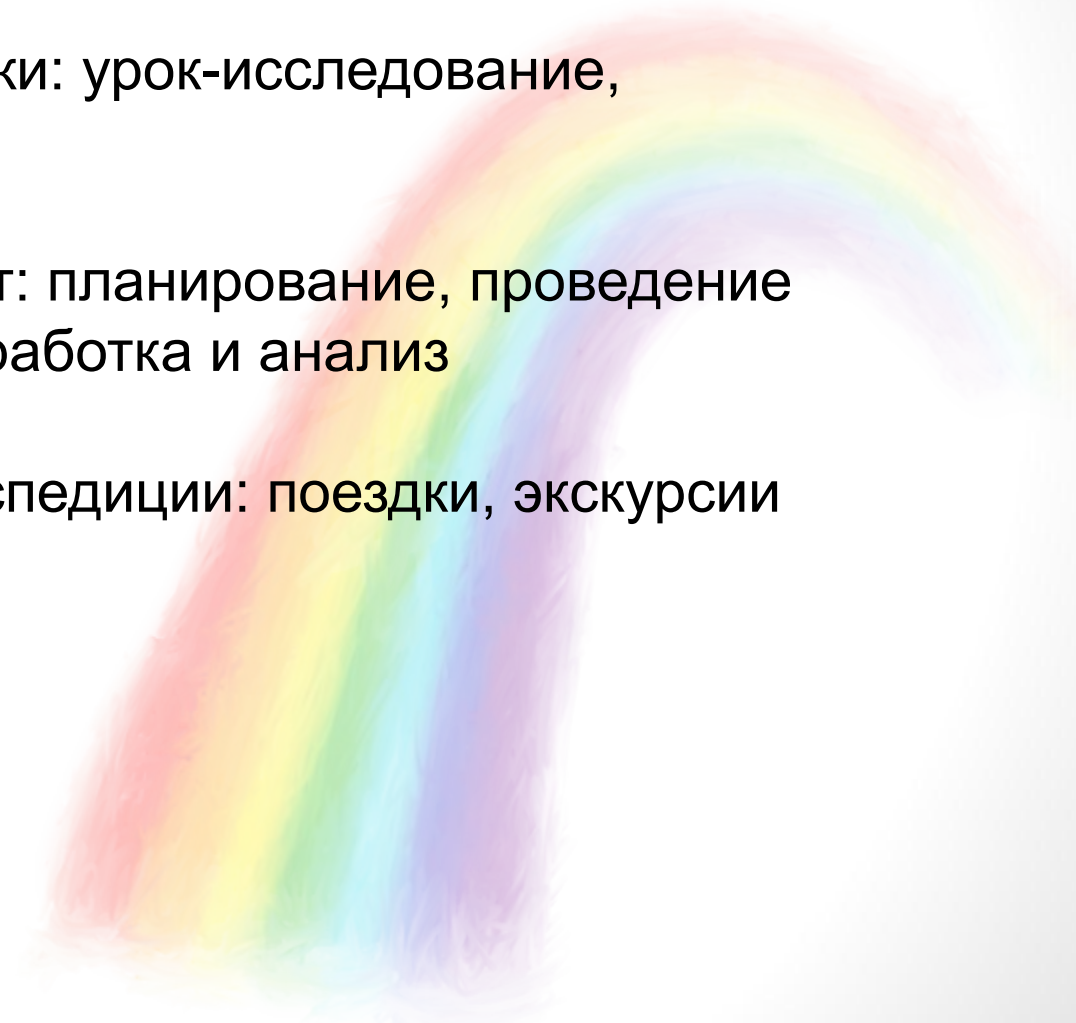 ки: урок-исследование,
т: планирование, проведение
работка и анализ
спедиции: поездки, экскурсии